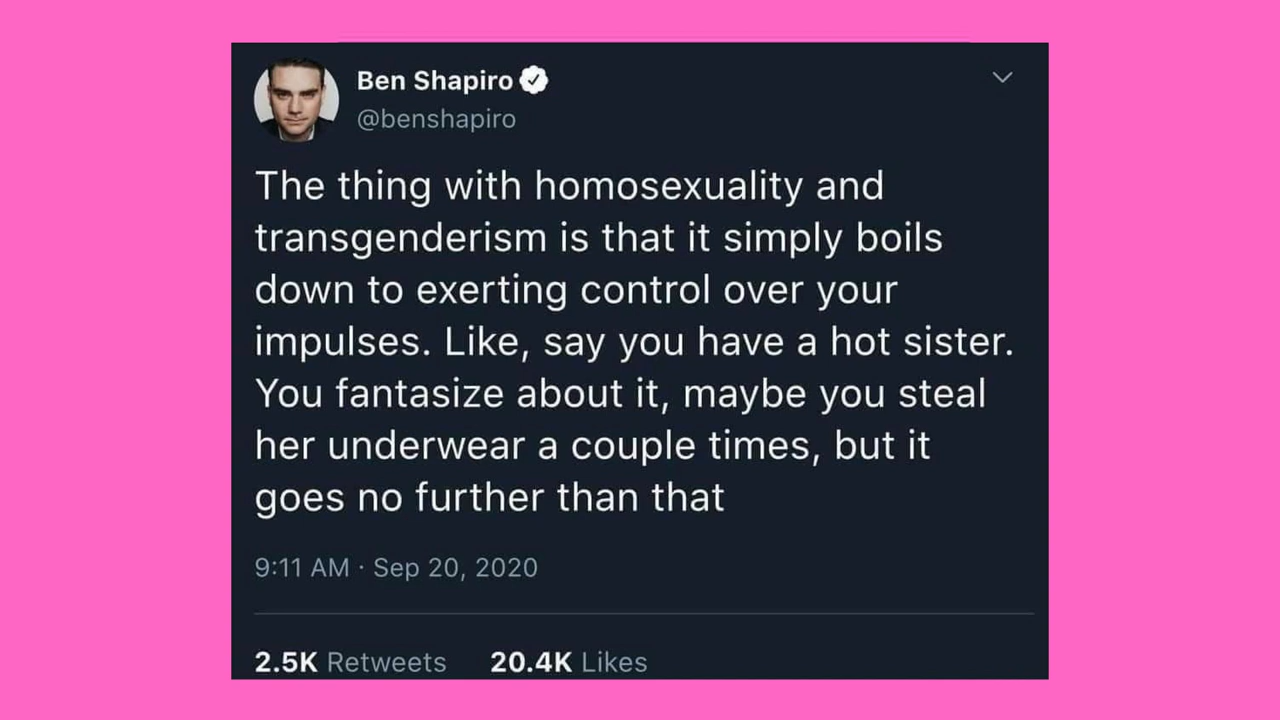 Ben Shapiro
@benshapiro
The thing with homosexuality and
transgenderism is that it simply boils
down to exerting control over your
impulses. Like, say you have a hot sister.
You fantasize about it, maybe you steal
her underwear a couple times, but it
goes no further than that
9:11 AM · Sep 20, 2020
2.5K Retweets 20.4K Likes